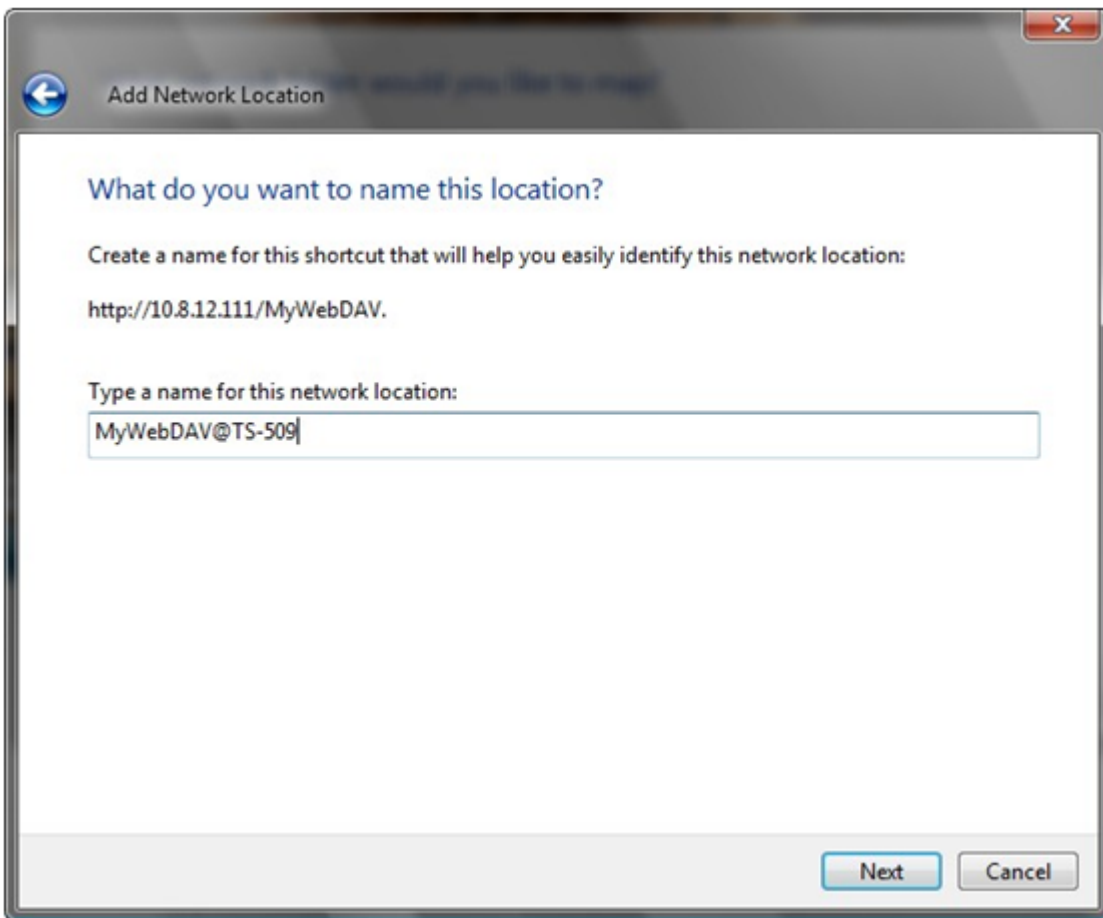 Add Network Location
What do you want to name this location?
Create a name for this shortcut that will help you easily identify this network location:
http://10.8.12.111/MyWebDAV.
Type a name for this network location:
MyWebDAV@TS-509
Next
Cancel